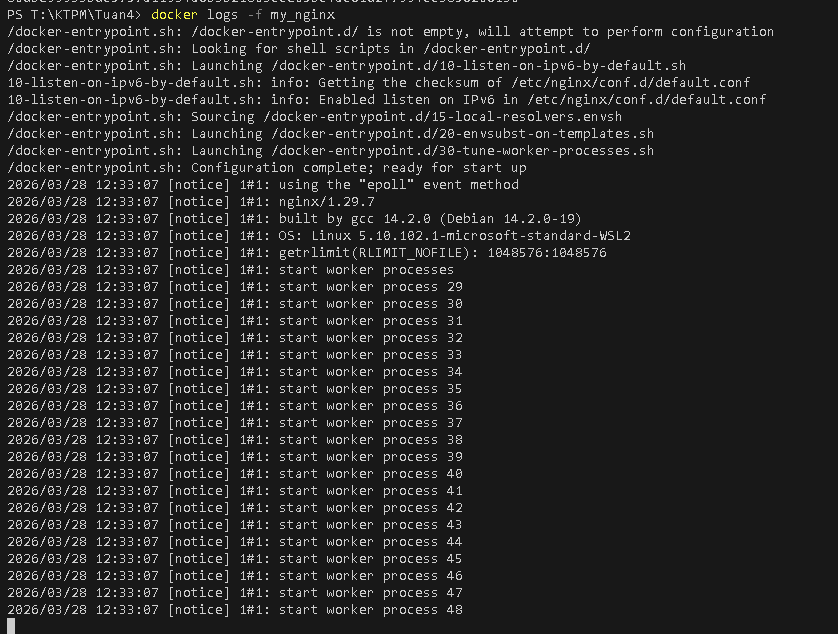 PS T:\KTPM\Tuan4> docker logs -f my_nginx
/docker-entrypoint.sh: /docker-entrypoint.d/ is not empty, will attempt to perform configuration
/docker-entrypoint.sh: Looking for shell scripts in /docker-entrypoint.d/
/docker-entrypoint.sh: Launching /docker-entrypoint.d/10-listen-on-ipv6-by-default.sh
10-listen-on-ipv6-by-default.sh: info: Getting the checksum of /etc/nginx/conf.d/default.conf
10-listen-on-ipv6-by-default.sh: info: Enabled listen on IPv6 in /etc/nginx/conf.d/default.conf
/docker-entrypoint.sh: Sourcing /docker-entrypoint.d/15-local-resolvers.envsh
/docker-entrypoint.sh: Launching /docker-entrypoint.d/20-envsubst-on-templates.sh
/docker-entrypoint.sh: Launching /docker-entrypoint.d/30-tune-worker-processes.sh
/docker-entrypoint.sh: Configuration complete; ready for start up
2026/03/28 12:33:07 [notice] 1#1: using the "epoll" event method
2026/03/28 12:33:07 [notice] 1#1: nginx/1.29.7
2026/03/28 12:33:07 [notice] 1#1: built by gcc 14.2.0 (Debian 14.2.0-19)
2026/03/28 12:33:07 [notice] 1#1: OS: Linux 5.10.102.1-microsoft-standard-WSL2
2026/03/28 12:33:07 [notice] 1#1: getrlimit(RLIMIT_NOFILE): 1048576:1048576
2026/03/28 12:33:07 [notice] 1#1: start worker processes
2026/03/28 12:33:07 [notice] 1#1: start worker process 29
2026/03/28 12:33:07 [notice] 1#1: start worker process 30
2026/03/28 12:33:07 [notice] 1#1: start worker process 31
2026/03/28 12:33:07 [notice] 1#1: start worker process 32
2026/03/28 12:33:07 [notice] 1#1: start worker process 33
2026/03/28 12:33:07 [notice] 1#1: start worker process 34
2026/03/28 12:33:07 [notice] 1#1: start worker process 35
2026/03/28 12:33:07 [notice] 1#1: start worker process 36
2026/03/28 12:33:07 [notice] 1#1: start worker process 37
2026/03/28 12:33:07 [notice] 1#1: start worker process 38
2026/03/28 12:33:07 [notice] 1#1: start worker process 39
2026/03/28 12:33:07 [notice] 1#1: start worker process 40
2026/03/28 12:33:07 [notice] 1#1: start worker process 41
2026/03/28 12:33:07 [notice] 1#1: start worker process 42
2026/03/28 12:33:07 [notice] 1#1: start worker process 43
2026/03/28 12:33:07 [notice] 1#1: start worker process 44
2026/03/28 12:33:07 [notice] 1#1: start worker process 45
2026/03/28 12:33:07 [notice] 1#1: start worker process 46
2026/03/28 12:33:07 [notice] 1#1: start worker process 47
2026/03/28 12:33:07 [notice] 1#1: start worker process 48